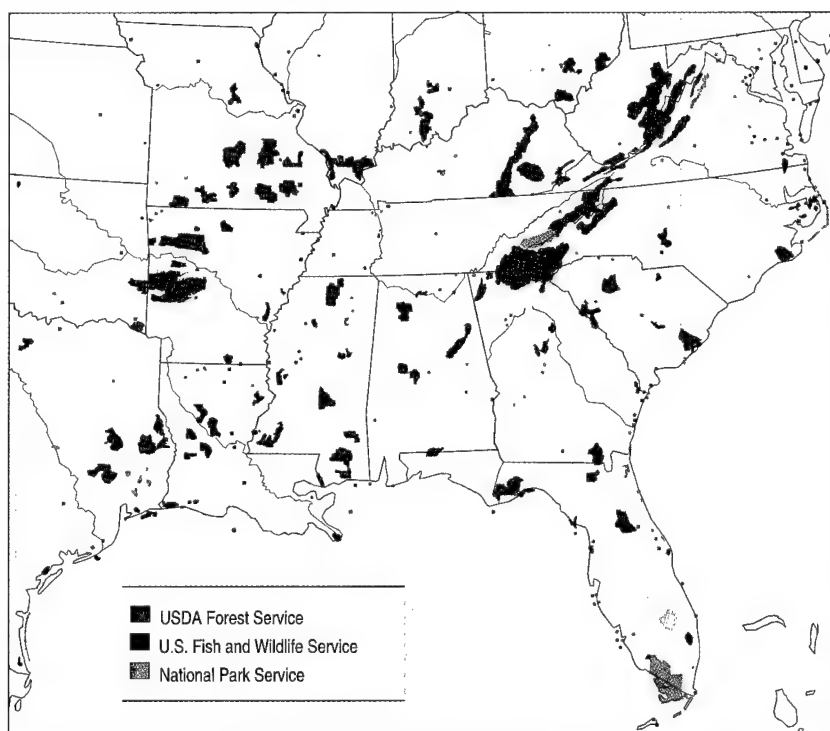 USDA Forest Service
U.S. Fish and Wildlife Service
National Park Service